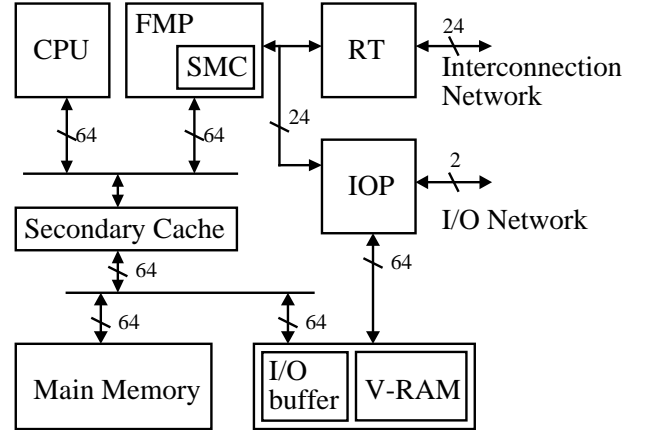 CPU
FMP
SMC
RT
24
Interconnection
Network
64
64
24
IOP
2
I/O Network
Secondary Cache
64
64
64
64
Main Memory
I/O
buffer
V-RAM